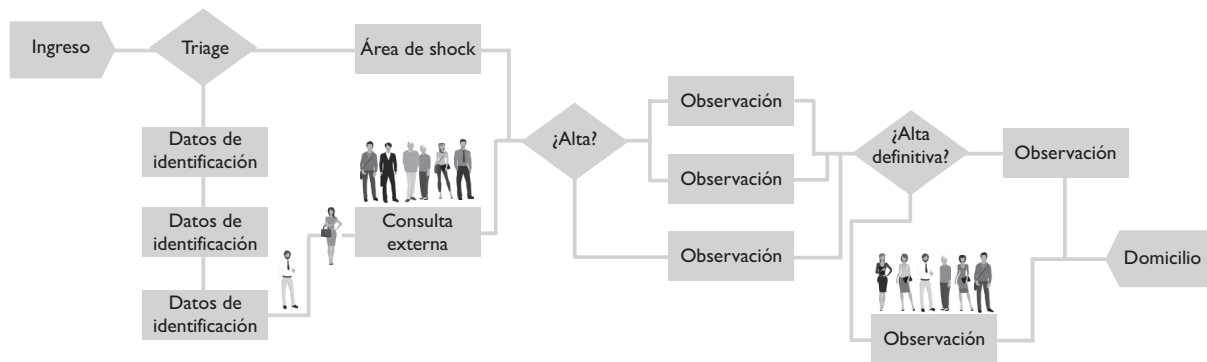 Ingreso
Triage
Área de shock
Datos de
identificación
Datos de
identificación
Datos de
identificación
Consulta
externa
¿Alta?
Observación
Observación
Observación
¿Alta
definitiva?
Observación
Observación
Domicilio